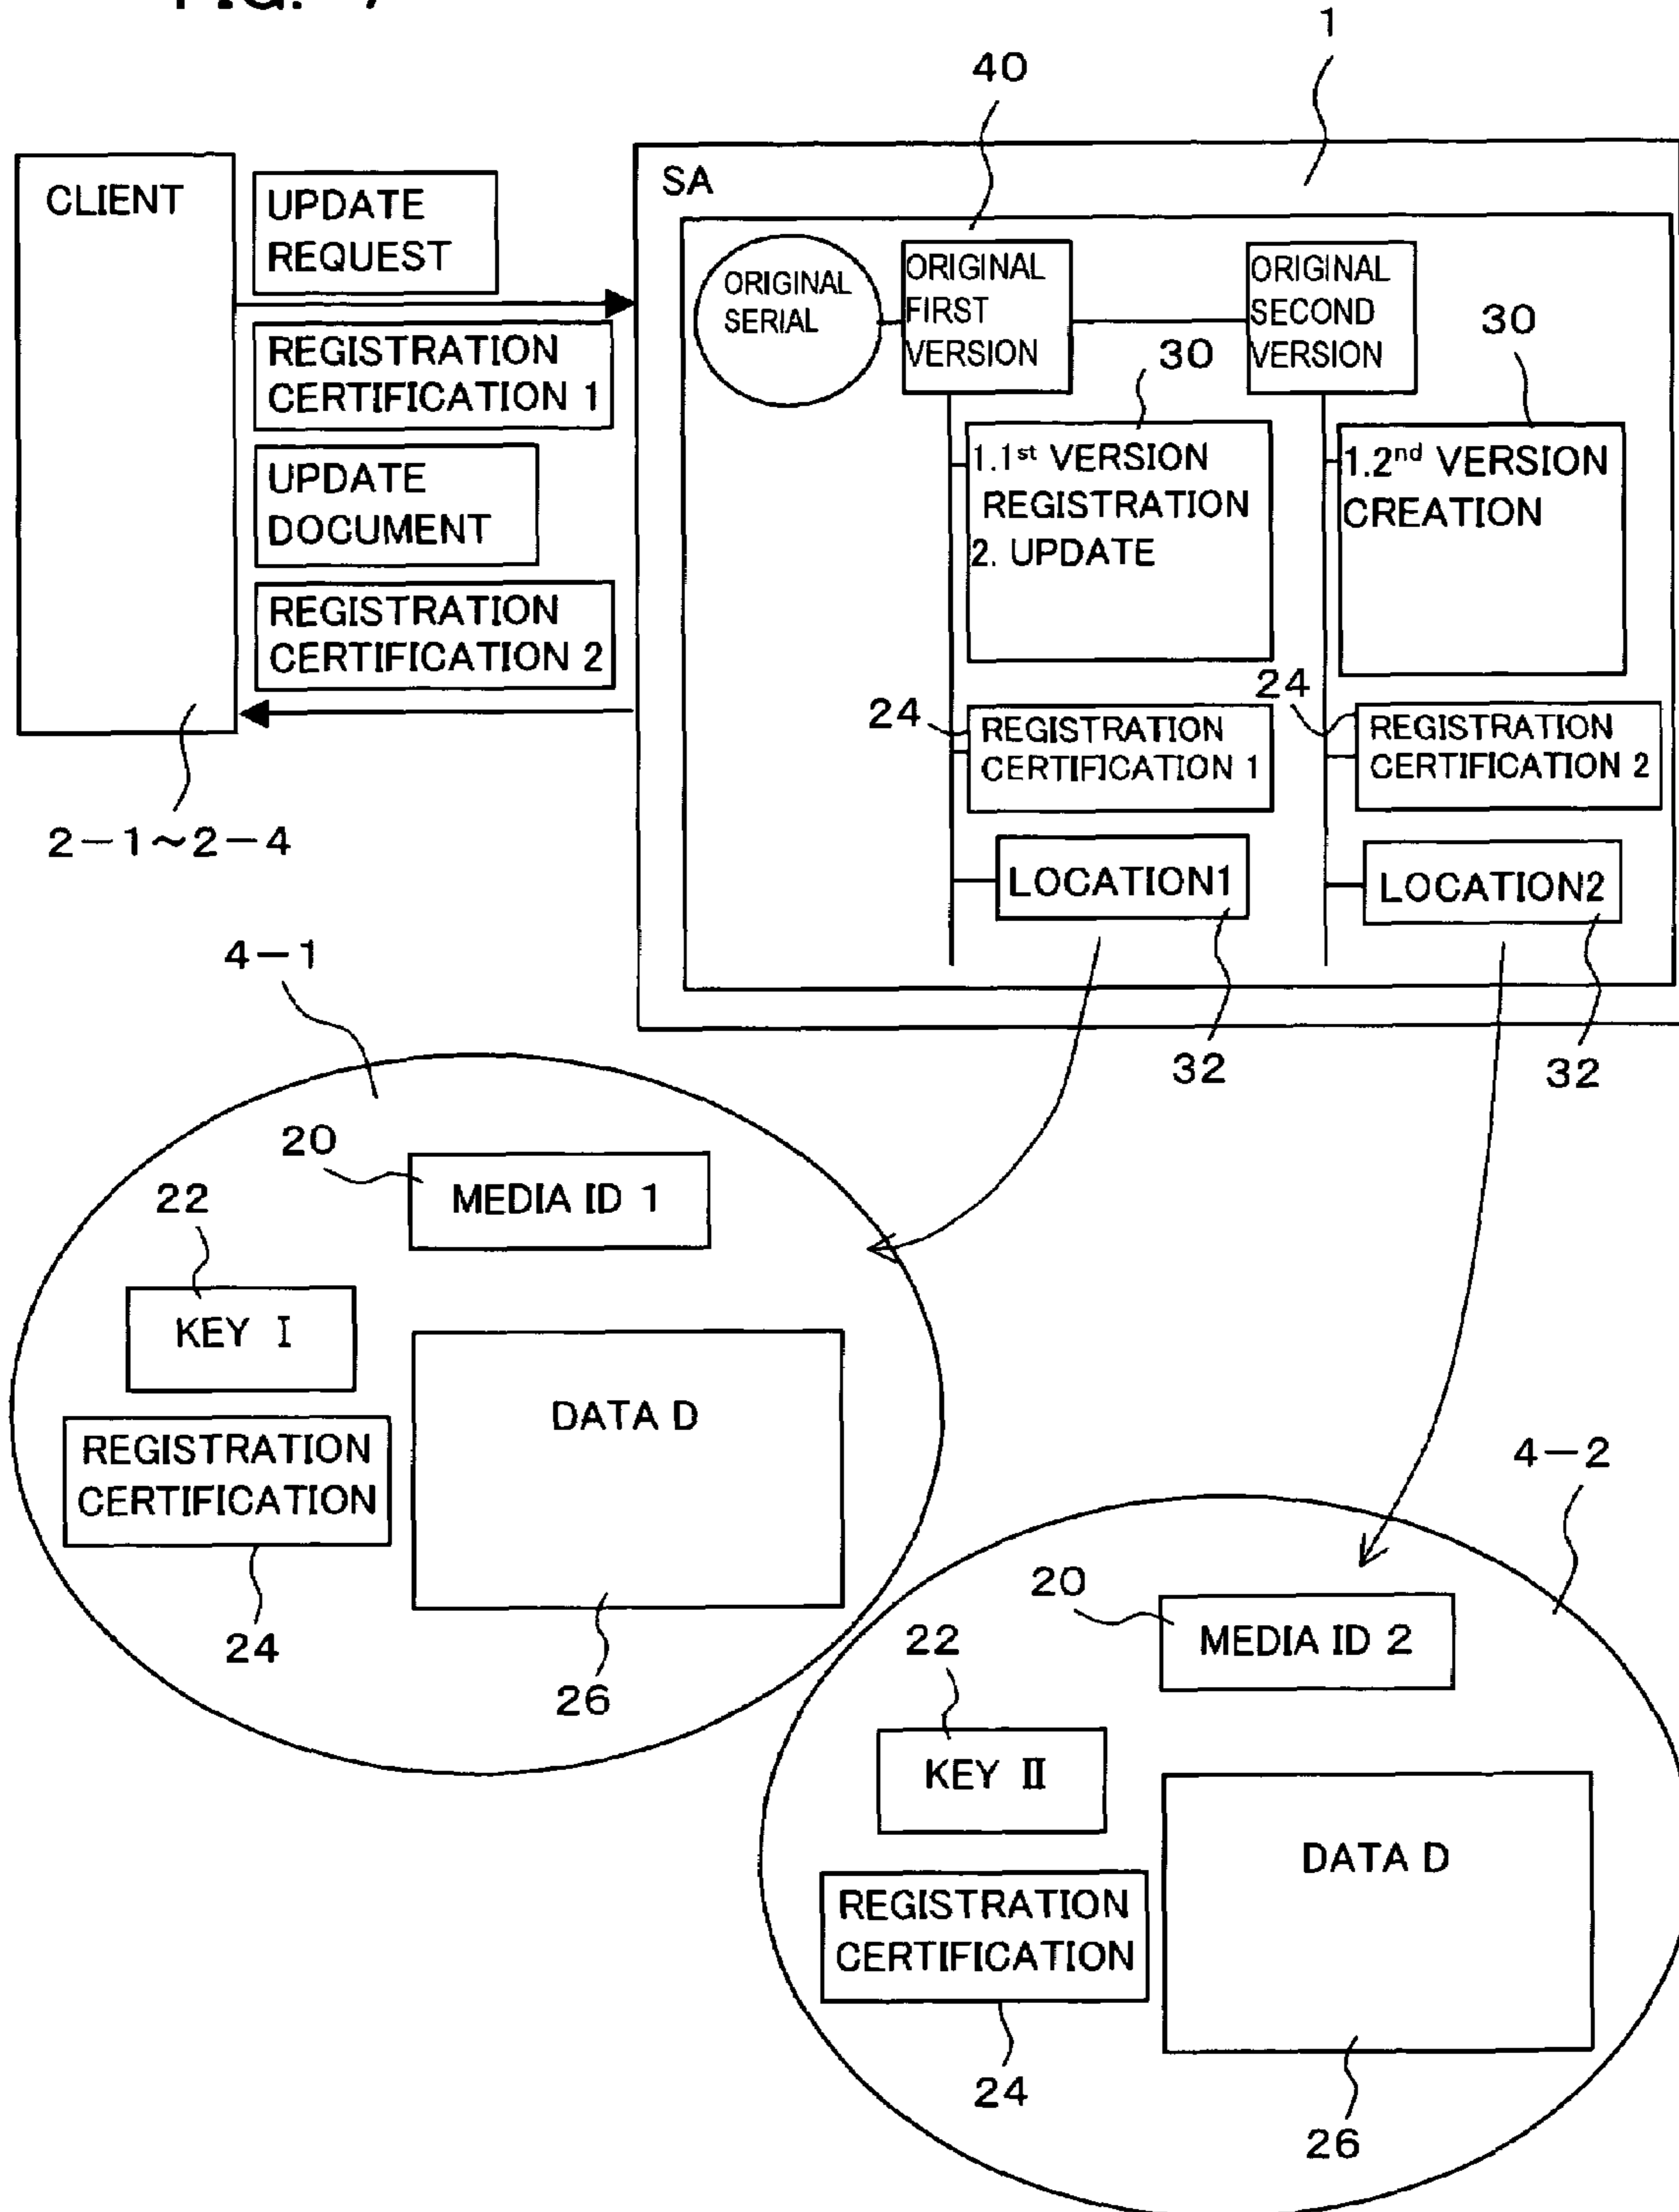 1
40
CLIENT
UPDATE
REQUEST
REGISTRATION
CERTIFICATION 1
UPDATE
DOCUMENT
REGISTRATION
CERTIFICATION 2
2-1~2-4
SA
ORIGINAL
SERIAL
ORIGINAL
FIRST
VERSION
ORIGINAL
SECOND
VERSION
30
30
1.1st VERSION
REGISTRATION
2. UPDATE
1.2nd VERSION
CREATION
24
REGISTRATION
CERTIFICATION 1
24
REGISTRATION
CERTIFICATION 2
LOCATION1
LOCATION2
32
32
4-1
20
MEDIA ID 1
22
KEY I
DATA D
REGISTRATION
CERTIFICATION
24
26
4-2
20
MEDIA ID 2
22
KEY II
DATA D
REGISTRATION
CERTIFICATION
24
26